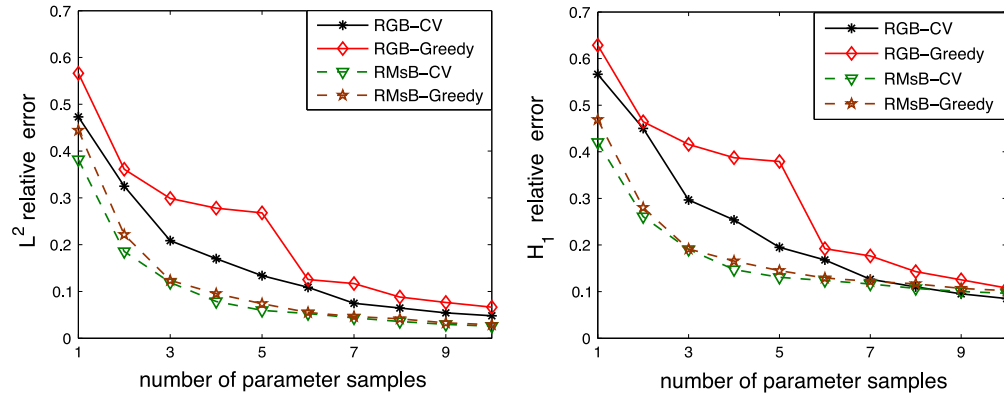 0.7
0.6
0.5
0.4
0.3
0.2
0.1
0
1
3
5
7
9
L² relative error
number of parameter samples
RGB−CV
RGB−Greedy
RMsB−CV
RMsB−Greedy
0.7
0.6
0.5
0.4
0.3
0.2
0.1
0
1
3
5
7
9
H₁ relative error
number of parameter samples
RGB−CV
RGB−Greedy
RMsB−CV
RMsB−Greedy